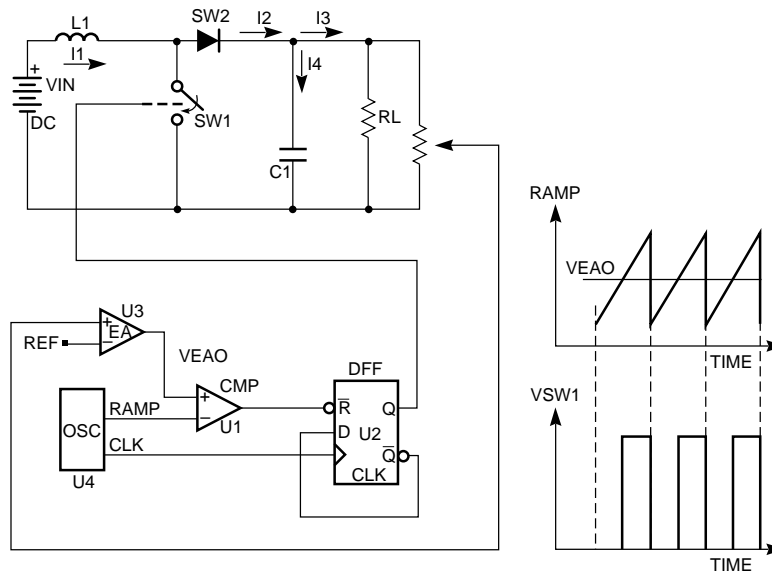 L1
SW2
I2
I3
I1
I4
+
VIN
DC
SW1
RL
C1
RAMP
VEAO
TIME
U3
+
EA
−
REF
VEAO
CMP
DFF
+
−
U1
R
Q
D
U2
Q
CLK
OSC
RAMP
CLK
U4
VSW1
TIME